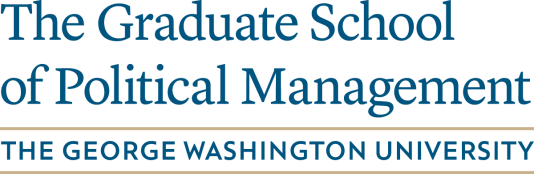 The Graduate School
of Political Management
THE GEORGE WASHINGTON UNIVERSITY